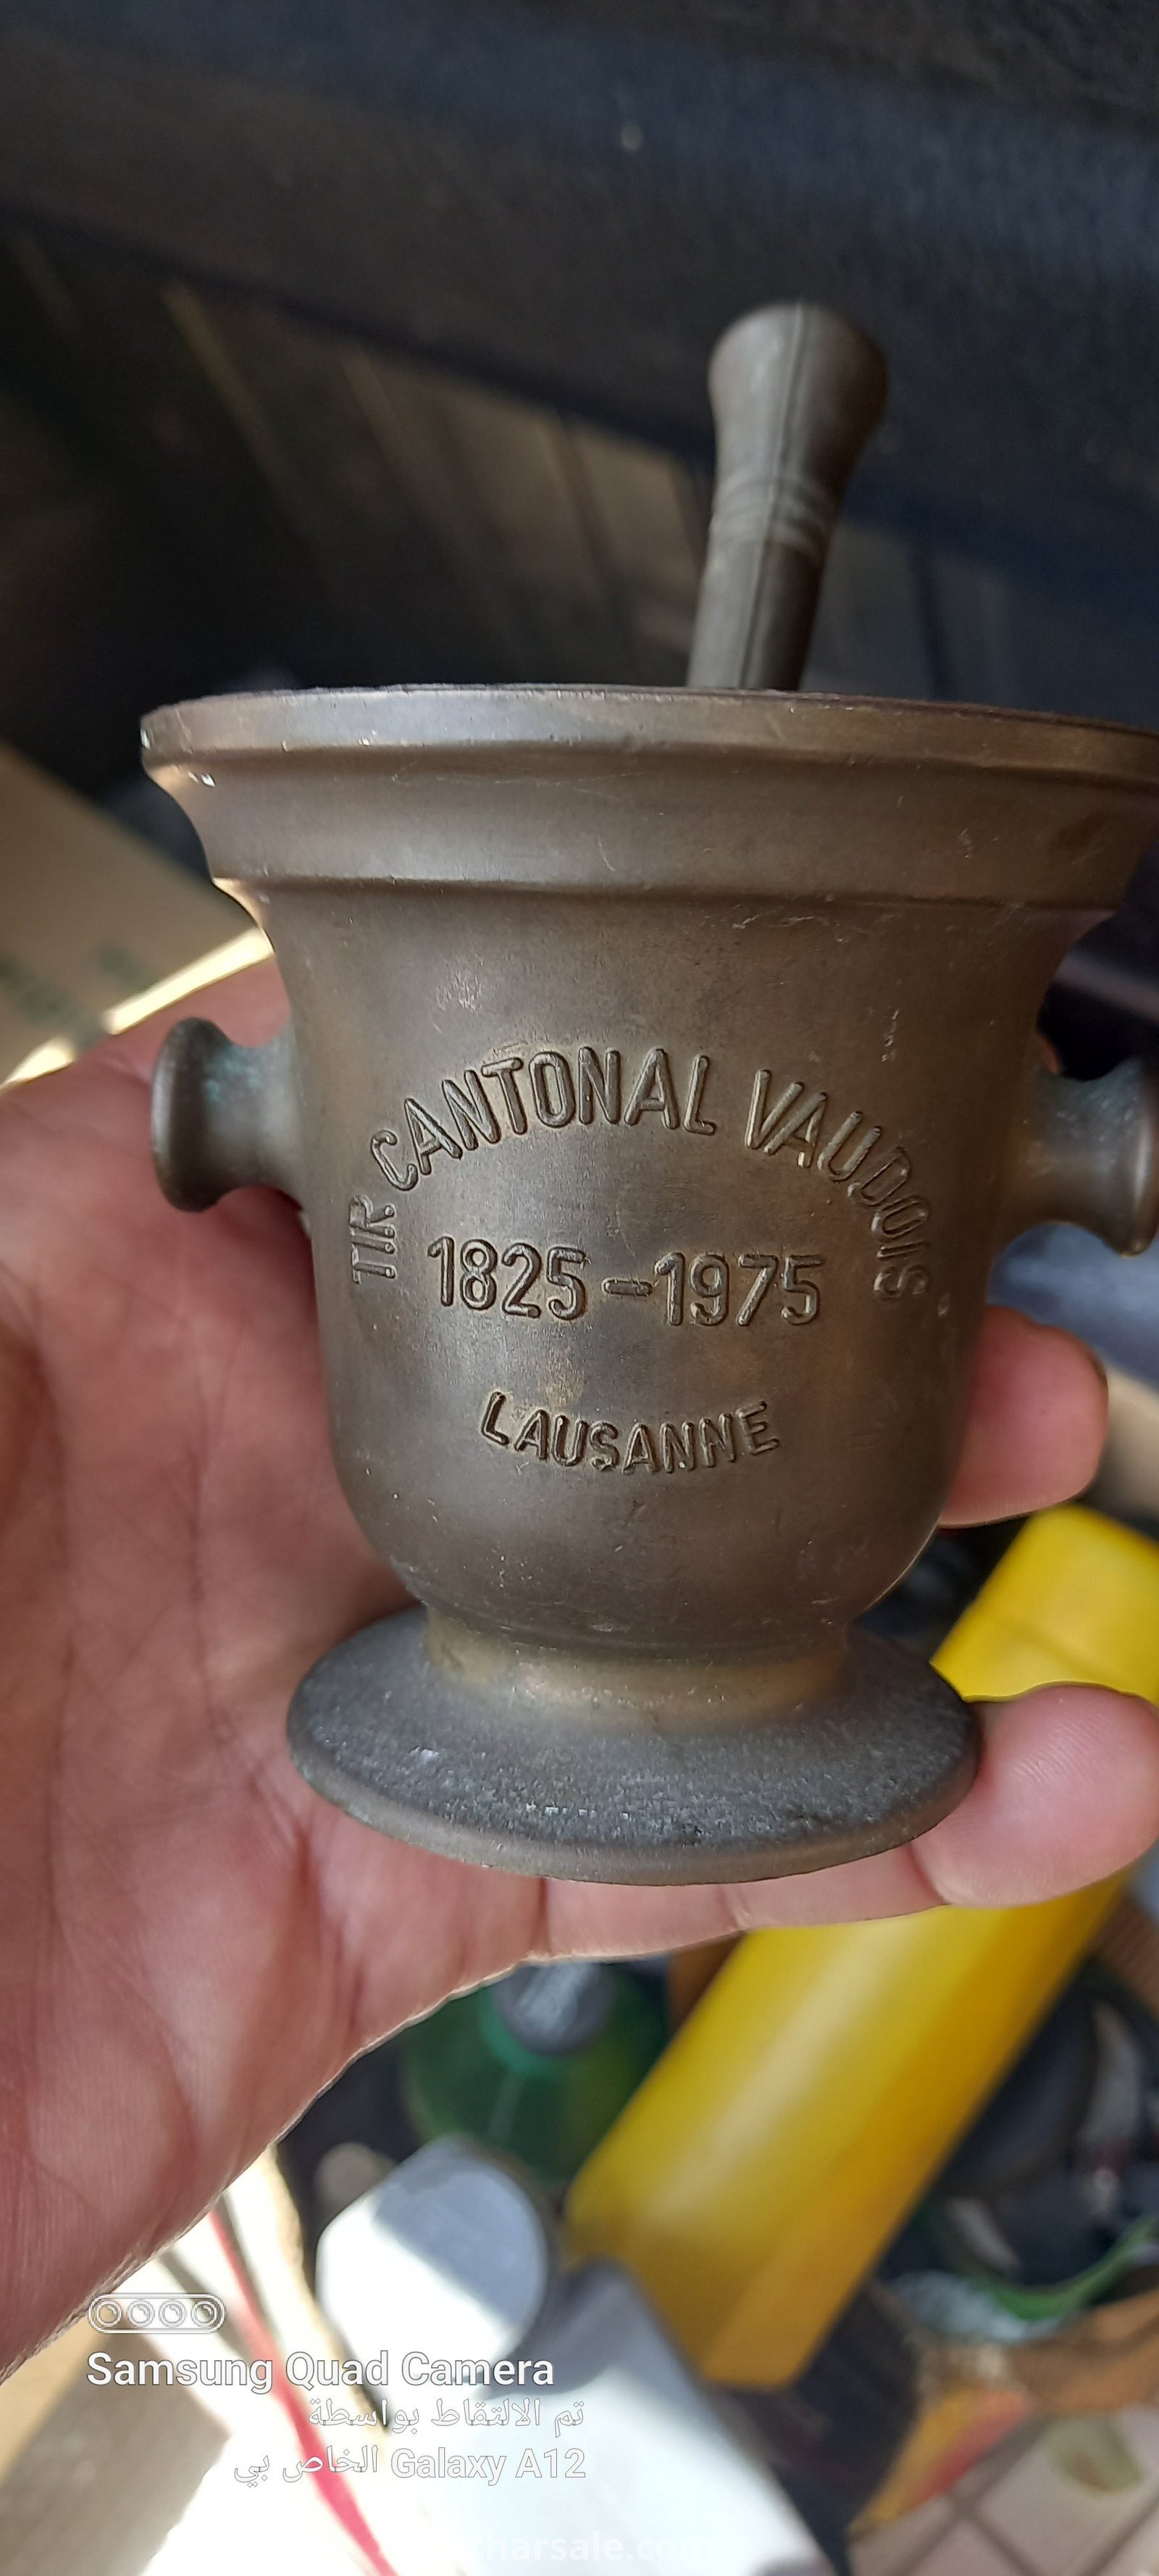 TIR CANTONAL VAUDOIS
1825-1975
LAUSANNE
Samsung Quad Camera
تم الالتقاط بواسطة
الخاص بي Galaxy A12